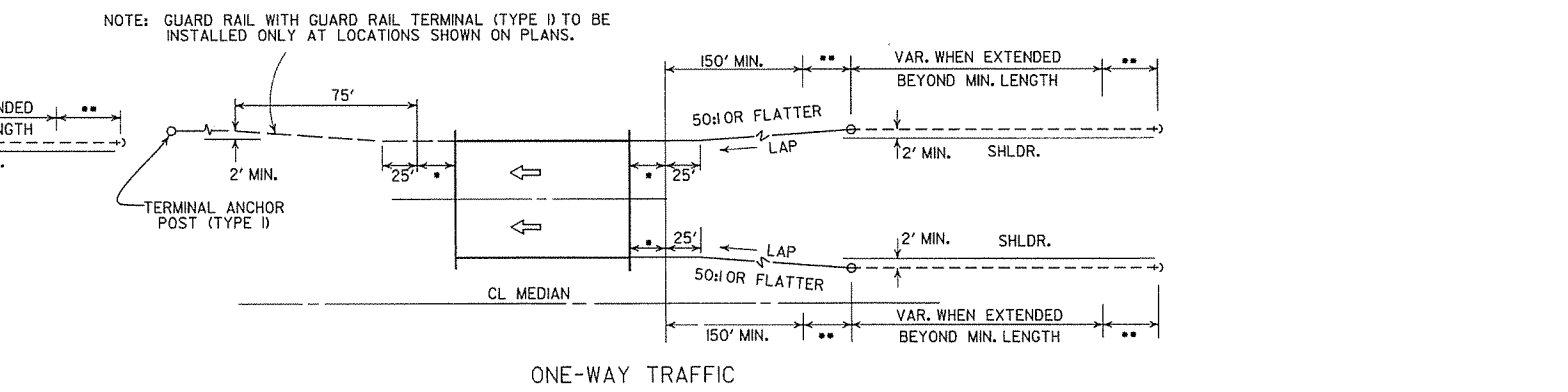 NOTE: GUARD RAIL WITH GUARD RAIL TERMINAL (TYPE I) TO BE
INSTALLED ONLY AT LOCATIONS SHOWN ON PLANS.
150' MIN.
**
VAR. WHEN EXTENDED
BEYOND MIN. LENGTH
**
NDED
NGTH
**
75'
50:1 OR FLATTER
LAP
2' MIN.
SHLDR.
2' MIN.
25'
*
*
25'
TERMINAL ANCHOR
POST (TYPE I)
*
25'
LAP
2' MIN.
SHLDR.
50:1 OR FLATTER
CL MEDIAN
150' MIN.
**
VAR. WHEN EXTENDED
BEYOND MIN. LENGTH
**
ONE-WAY TRAFFIC